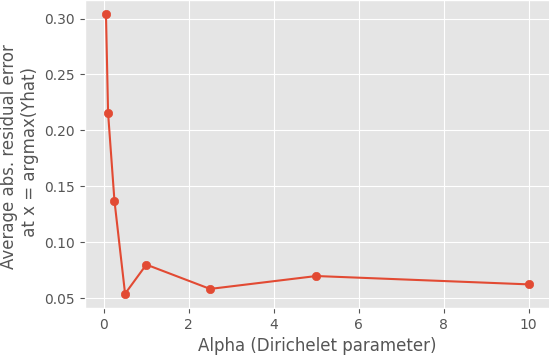 Average abs. residual error
at x = argmax(Yhat)
0.30
0.25
0.20
0.15
0.10
0.05
0 2 4 6 8 10
Alpha (Dirichelet parameter)